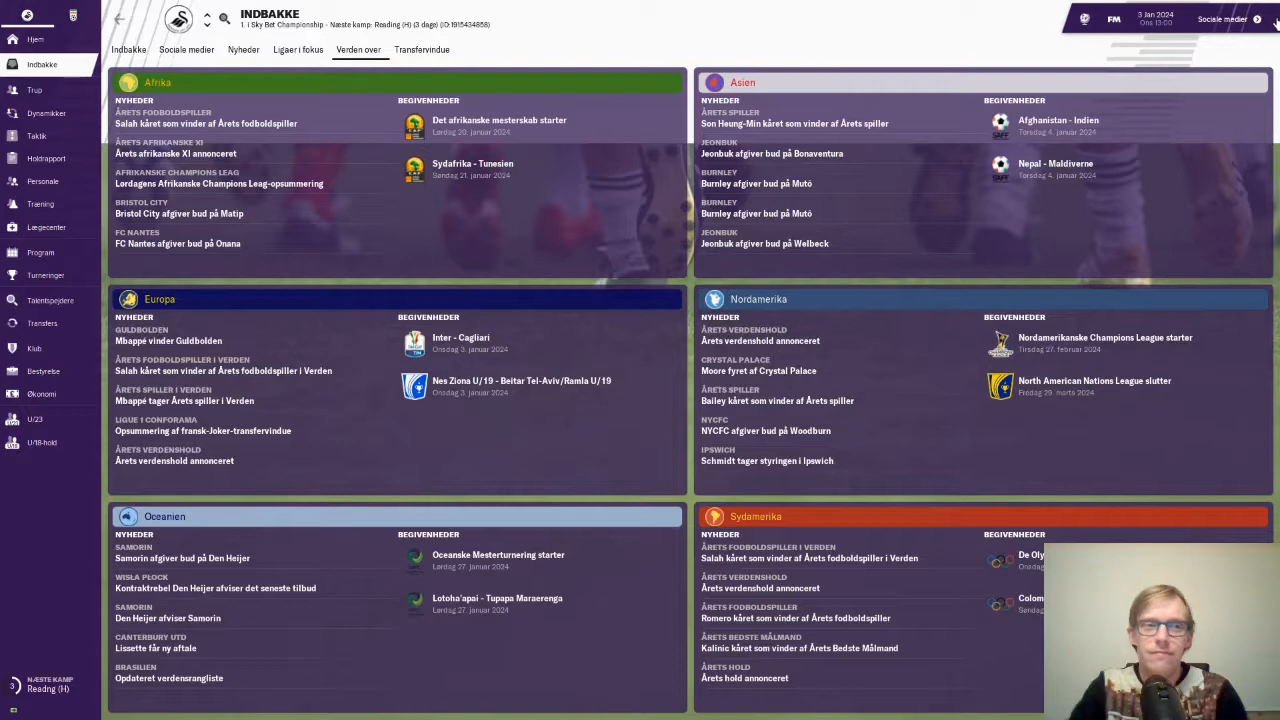 INDBAKKE
1. i Sky Bet Championship - Næste kamp: Reading (H) (3 dage) (ID:1915434858)
FM
3 Jan 2024
Ons 13:00
Sociale medier
Indbakke
Sociale medier
Nyheder
Ligaer i fokus
Verden over
Transfervindue
Hjem
Indbakke
Trup
Dynamikker
Taktik
Holdrapport
Personale
Træning
Lægecenter
Program
Turneringer
Talentspejdere
Transfers
Klub
Bestyrelse
Økonomi
U/23
U/18-hold
3
NÆSTE KAMP
Readng (H)
Afrika
NYHEDER
ÅRETS FODBOLDSPILLER
Salah kåret som vinder af Årets fodboldspiller
ÅRETS AFRIKANSKE XI
Årets afrikanske XI annonceret
AFRIKANSKE CHAMPIONS LEAG
Lørdagens Afrikanske Champions Leag-opsummering
BRISTOL CITY
Bristol City afgiver bud på Matip
FC NANTES
FC Nantes afgiver bud på Onana
BEGIVENHEDER
Det afrikanske mesterskab starter
Lørdag 20. januar 2024
Sydafrika - Tunesien
Søndag 21. januar 2024
Asien
NYHEDER
ÅRETS SPILLER
Son Heung-Min kåret som vinder af Årets spiller
JEONBUK
Jeonbuk afgiver bud på Bonaventura
BURNLEY
Burnley afgiver bud på Mutó
BURNLEY
Burnley afgiver bud på Mutó
JEONBUK
Jeonbuk afgiver bud på Welbeck
BEGIVENHEDER
Afghanistan - Indien
Torsdag 4. januar 2024
Nepal - Maldiverne
Torsdag 4. januar 2024
Europa
NYHEDER
GULDBOLDEN
Mbappé vinder Guldbolden
ÅRETS FODBOLDSPILLER I VERDEN
Salah kåret som vinder af Årets fodboldspiller i Verden
ÅRETS SPILLER I VERDEN
Mbappé tager Årets spiller i Verden
LIGUE 1 CONFORAMA
Opsummering af fransk-Joker-transfervindue
ÅRETS VERDENSHOLD
Årets verdenshold annonceret
BEGIVENHEDER
Inter - Cagliari
Onsdag 3. januar 2024
Nes Ziona U/19 - Beitar Tel-Aviv/Ramla U/19
Onsdag 3. januar 2024
Nordamerika
NYHEDER
ÅRETS VERDENSHOLD
Årets verdenshold annonceret
CRYSTAL PALACE
Moore fyret af Crystal Palace
ÅRETS SPILLER
Bailey kåret som vinder af Årets spiller
NYCFC
NYCFC afgiver bud på Woodburn
IPSWICH
Schmidt tager styringen i Ipswich
BEGIVENHEDER
Nordamerikanske Champions League starter
Tirsdag 27. februar 2024
North American Nations League slutter
Fredag 29. marts 2024
Oceanien
NYHEDER
SAMORIN
Samorin afgiver bud på Den Heijer
WISLA PŁOCK
Kontraktrebel Den Heijer afviser det seneste tilbud
SAMORIN
Den Heijer afviser Samorin
CANTERBURY UTD
Lissette får ny aftale
BRASILIEN
Opdateret verdensrangliste
BEGIVENHEDER
Oceanske Mesterturnering starter
Lørdag 27. januar 2024
Lotoha'apai - Tupapa Maraerenga
Lørdag 27. januar 2024
Sydamerika
NYHEDER
ÅRETS FODBOLDSPILLER I VERDEN
Salah kåret som vinder af Årets fodboldspiller i Verden
ÅRETS VERDENSHOLD
Årets verdenshold annonceret
ÅRETS FODBOLDSPILLER
Romero kåret som vinder af Årets fodboldspiller
ÅRETS BEDSTE MÅLMAND
Kalinic kåret som vinder af Årets Bedste Målmand
ÅRETS HOLD
Årets hold annonceret
BEGIVENHEDER
De Oly
Onsdag
Colom
Søndag